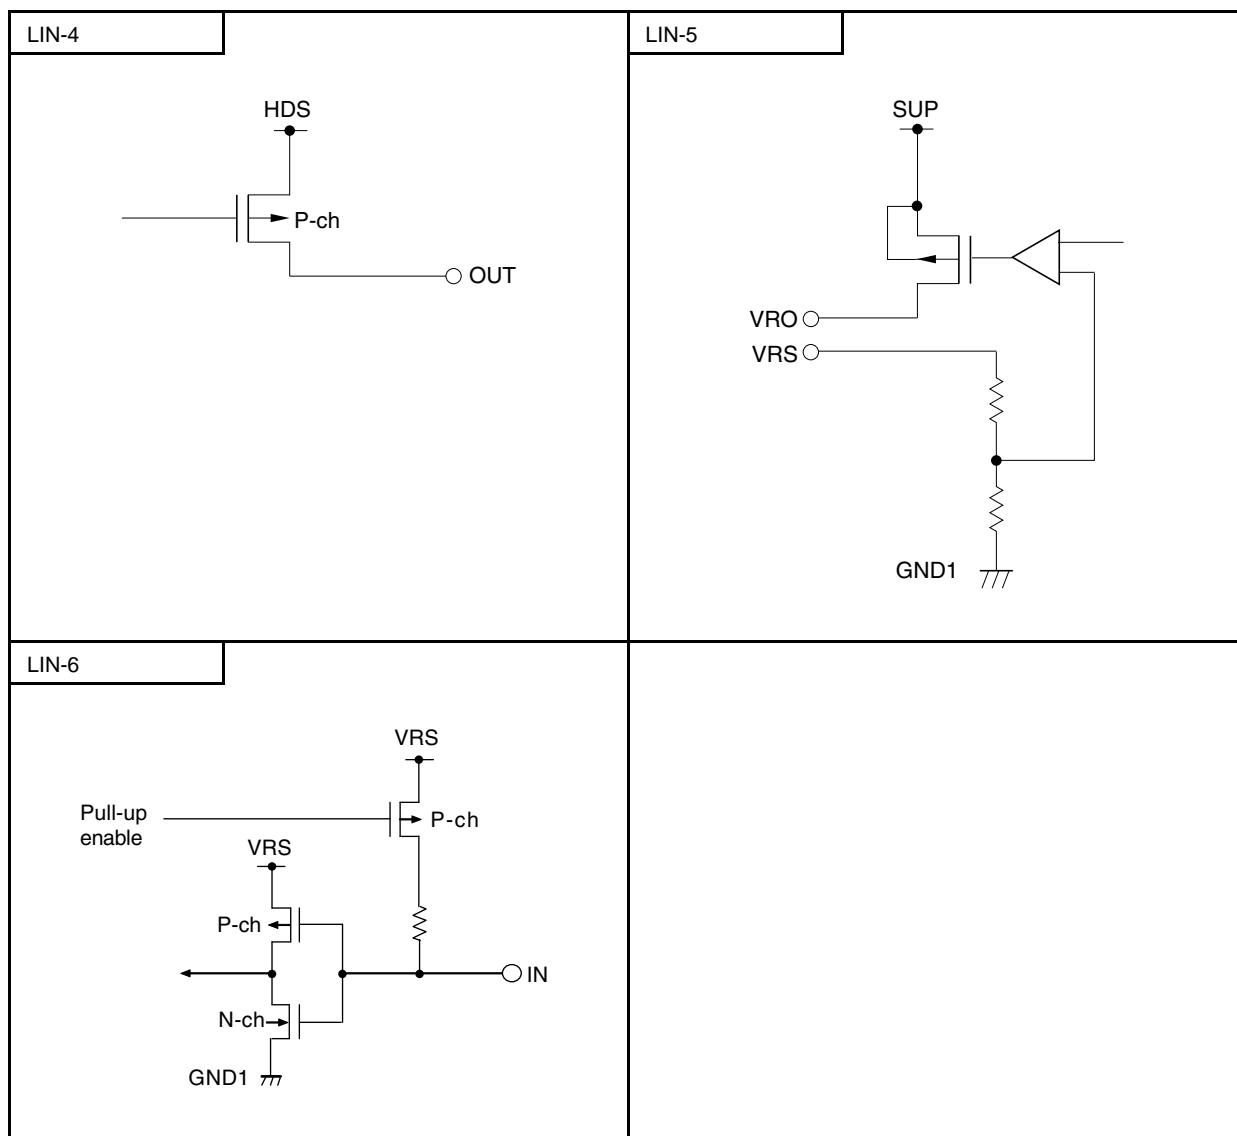 LIN-4
HDS
P-ch
OUT
LIN-5
SUP
VRO
VRS
GND1
LIN-6
VRS
Pull-up
enable
P-ch
VRS
P-ch
IN
N-ch
GND1